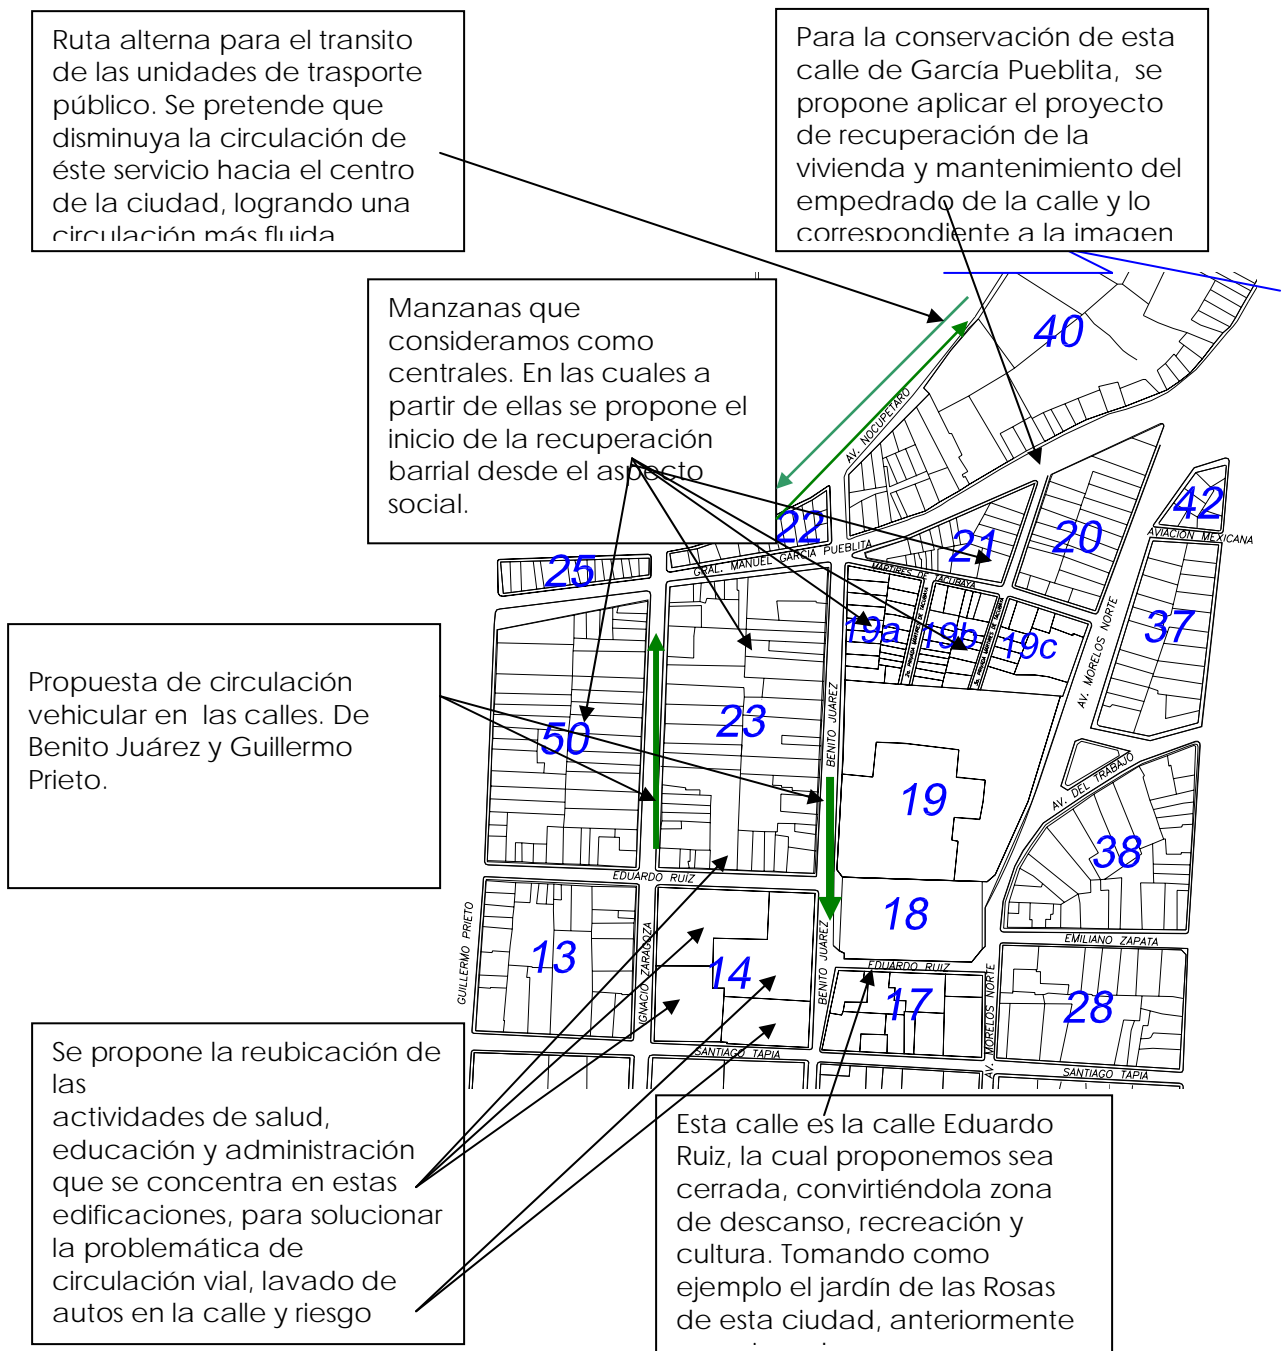 Ruta alterna para el transito
de las unidades de trasporte
público. Se pretende que
disminuya la circulación de
éste servicio hacia el centro
de la ciudad, logrando una
circulación más fluida
Para la conservación de esta
calle de García Pueblita, se
propone aplicar el proyecto
de recuperación de la
vivienda y mantenimiento del
empedrado de la calle y lo
correspondiente a la imagen
Manzanas que
consideramos como
centrales. En las cuales a
partir de ellas se propone el
inicio de la recuperación
barrial desde el aspecto
social.
40
AV. NOCUPETARO
22
42
20
21
AVIACION MEXICANA
25
GRAL. MANUEL GARCIA PUEBLITA
MARTIRES DE TACUBAYA
19a
19b
19c
37
AV. MORELOS NORTE
BENITO JUAREZ
Propuesta de circulación
vehicular en las calles. De
Benito Juárez y Guillermo
Prieto.
50
23
19
AV. DEL TRABAJO
38
EDUARDO RUIZ
18
EMILIANO ZAPATA
GUILLERMO PRIETO
13
IGNACIO ZARAGOZA
14
BENITO JUAREZ
EDUARDO RUIZ
17
AV. MORELOS NORTE
28
SANTIAGO TAPIA
SANTIAGO TAPIA
Se propone la reubicación de
las
actividades de salud,
educación y administración
que se concentra en estas
edificaciones, para solucionar
la problemática de
circulación vial, lavado de
autos en la calle y riesgo
Esta calle es la calle Eduardo
Ruiz, la cual proponemos sea
cerrada, convirtiéndola zona
de descanso, recreación y
cultura. Tomando como
ejemplo el jardín de las Rosas
de esta ciudad, anteriormente